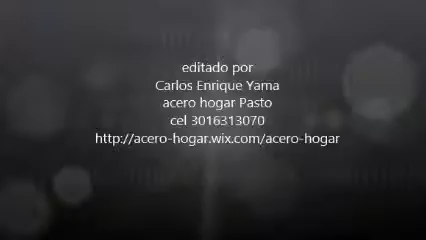 editado por
Carlos Enrique Yama
acero hogar Pasto
cel 3016313070
http://acero-hogar.wix.com/acero-hogar